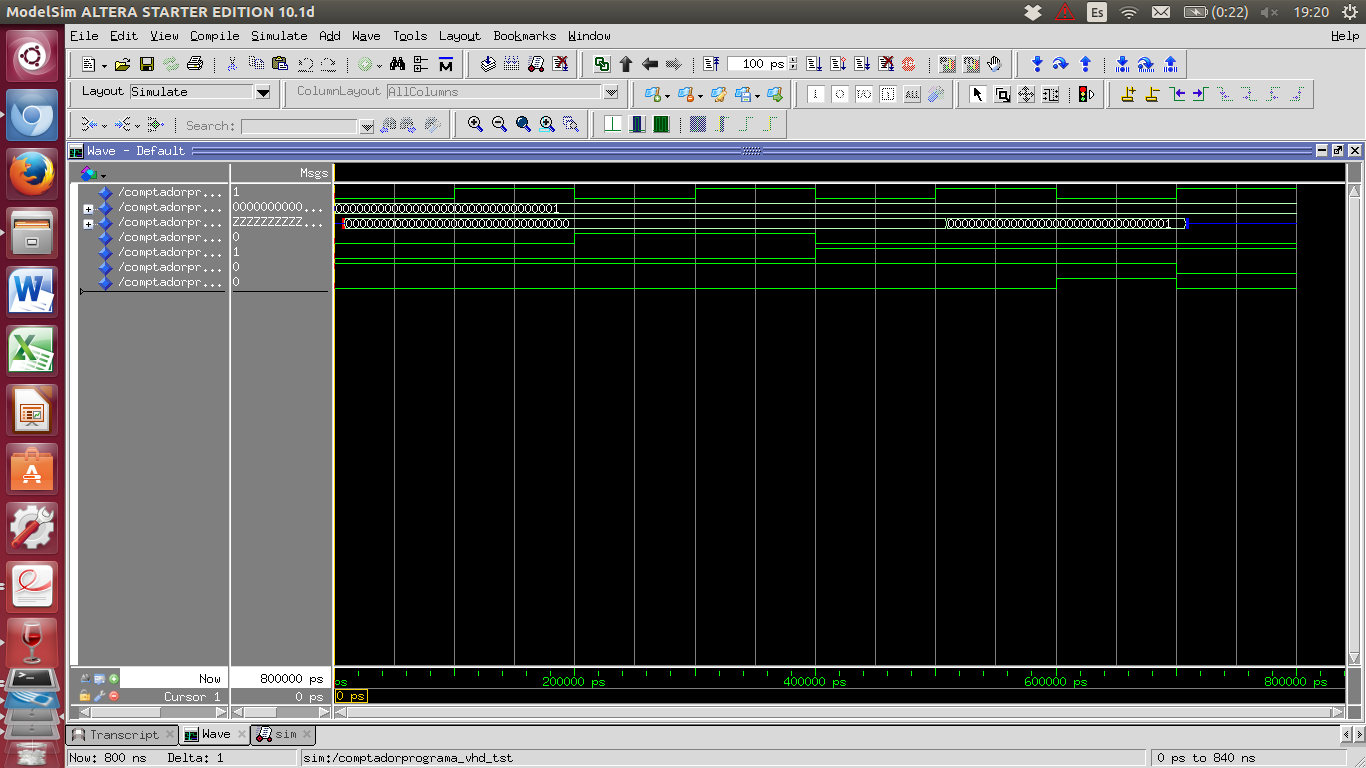 ModelSim ALTERA STARTER EDITION 10.1d Es (0:22) 19:20
File Edit View Compile Simulate Add Wave Tools Layout Bookmarks Window Help
100 ps
Layout Simulate ColumnLayout AllColumns
Search:
Wave - Default
Msgs
/comptadorpr... 1
/comptadorpr... 0000000000...
/comptadorpr... ZZZZZZZZZZ...
/comptadorpr... 0
/comptadorpr... 1
/comptadorpr... 0
/comptadorpr... 0
Now 800000 ps ps 200000 ps 400000 ps 600000 ps 800000 ps
Cursor 1 0 ps 0 ps
Transcript Wave sim
Now: 800 ns Delta: 1 sim:/comptadorprograma_vhd_tst 0 ps to 840 ns